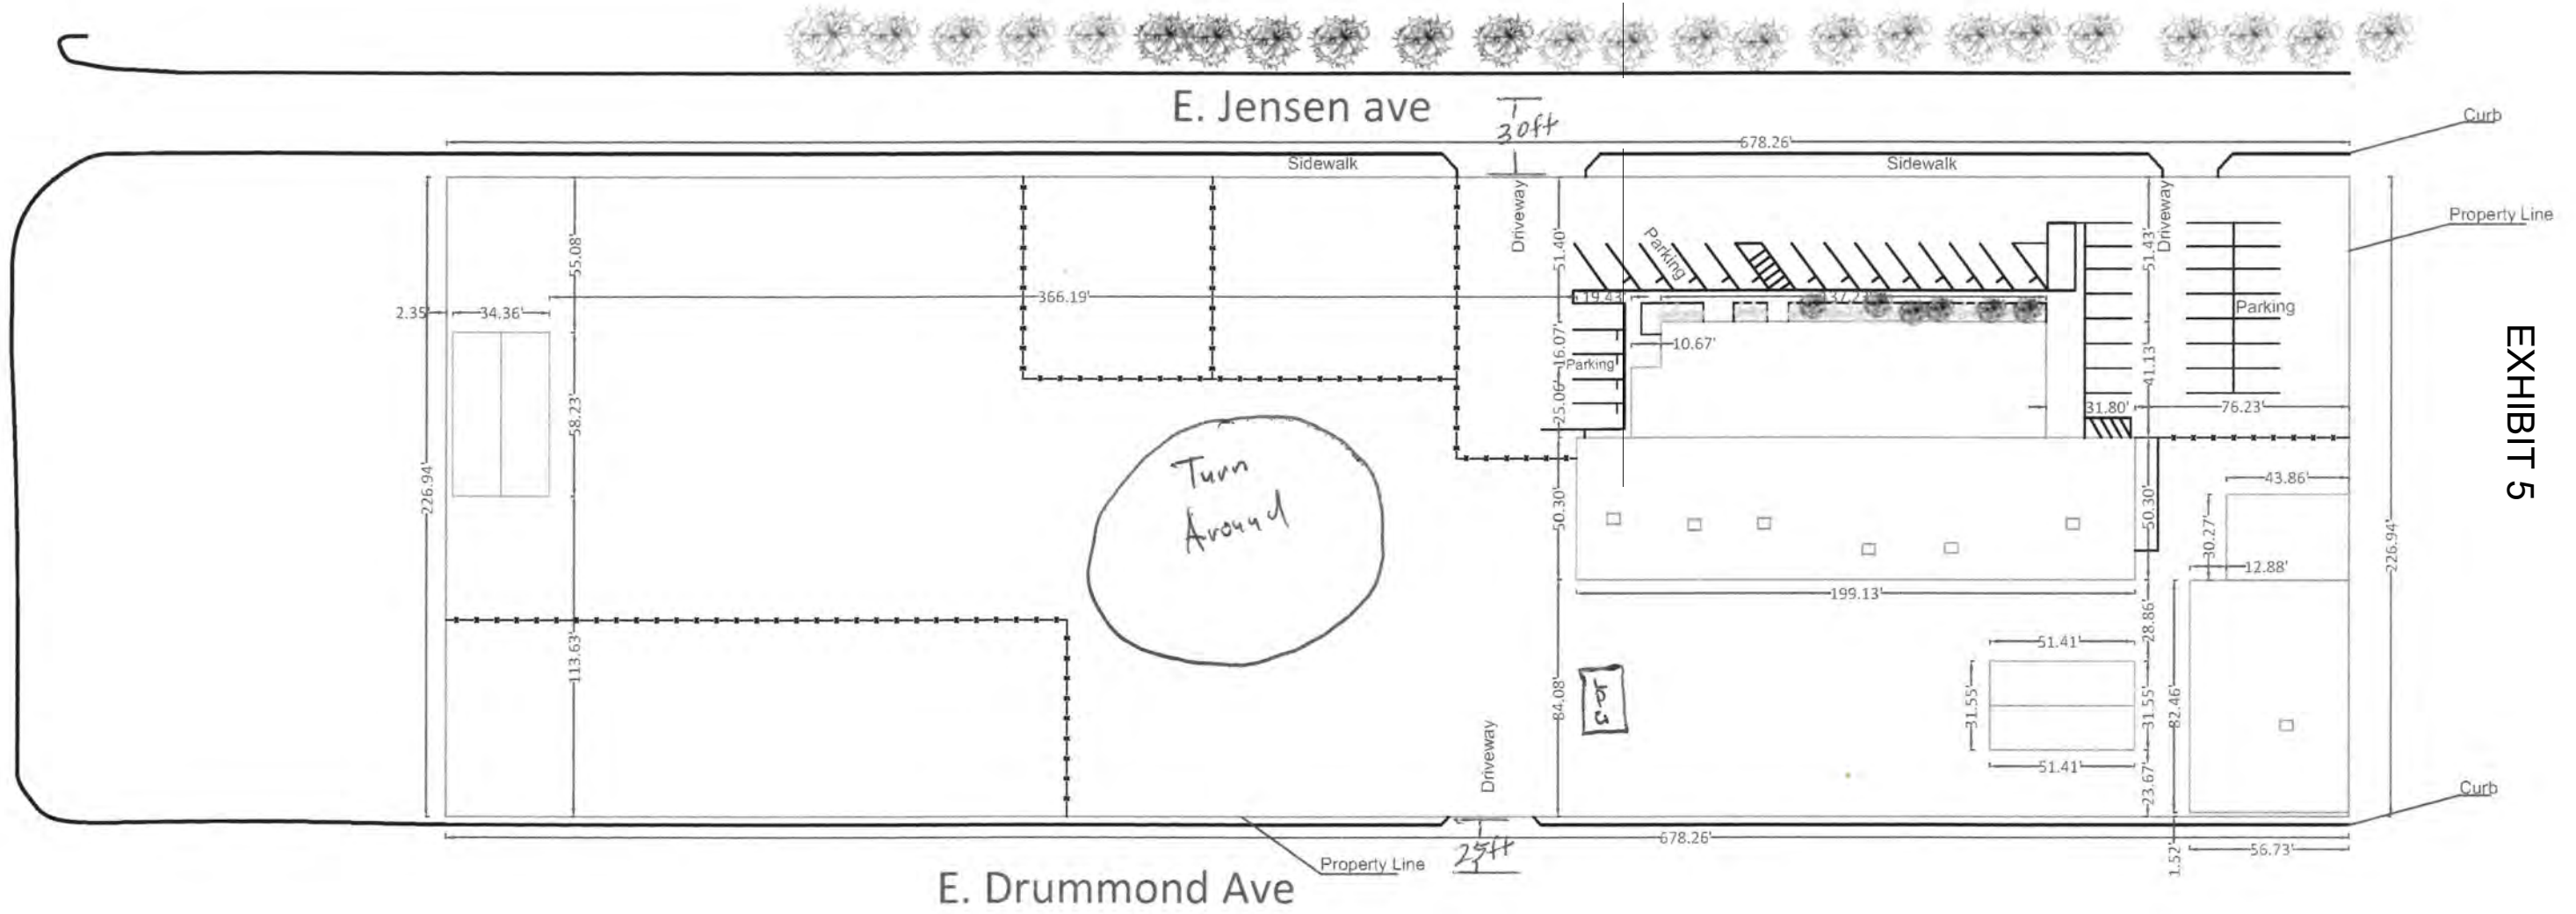 E. Jensen ave
30ft
Curb
678.26'
Sidewalk
Sidewalk
Driveway
Driveway
Property Line
Parking
55.08'
51.40'
51.43'
366.19'
19.43'
Parking
2.35'
34.36'
10.67'
16.07'
Parking
41.13'
EXHIBIT 5
58.23'
25.06'
31.80'
76.23'
Turn
Around
226.94'
43.86'
50.30'
50.30'
30.27'
226.94'
12.88'
199.13'
28.86'
51.41'
113.63'
84.08'
31.55'
31.55'
82.46'
51.41'
Driveway
23.67'
Curb
678.26'
25ft
Property Line
1.52'
56.73'
E. Drummond Ave